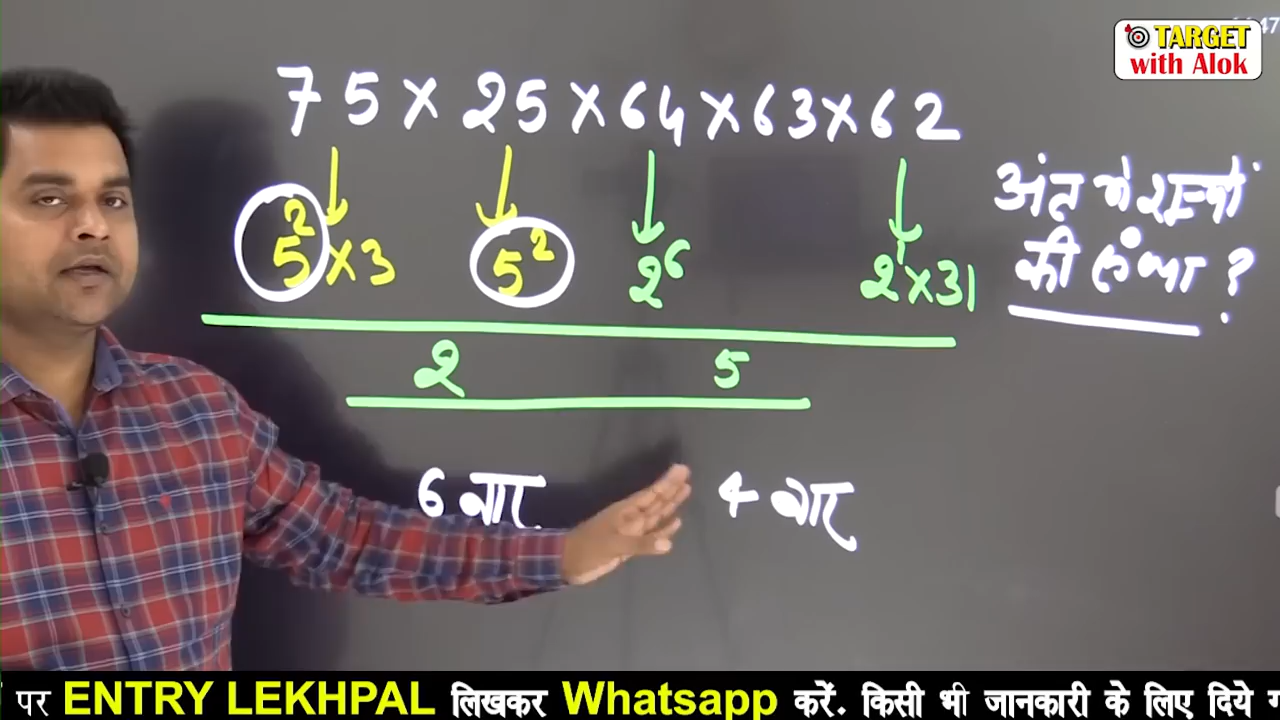 TARGET
with Alok
75 × 25 × 64 × 63 × 62
अंत मे शून्यों
की संख्या ?
5² × 3 5² 2⁶ 2¹ × 31
2 5
6 बार 4 बार
पर ENTRY LEKHPAL लिखकर Whatsapp करें. किसी भी जानकारी के लिए दिये